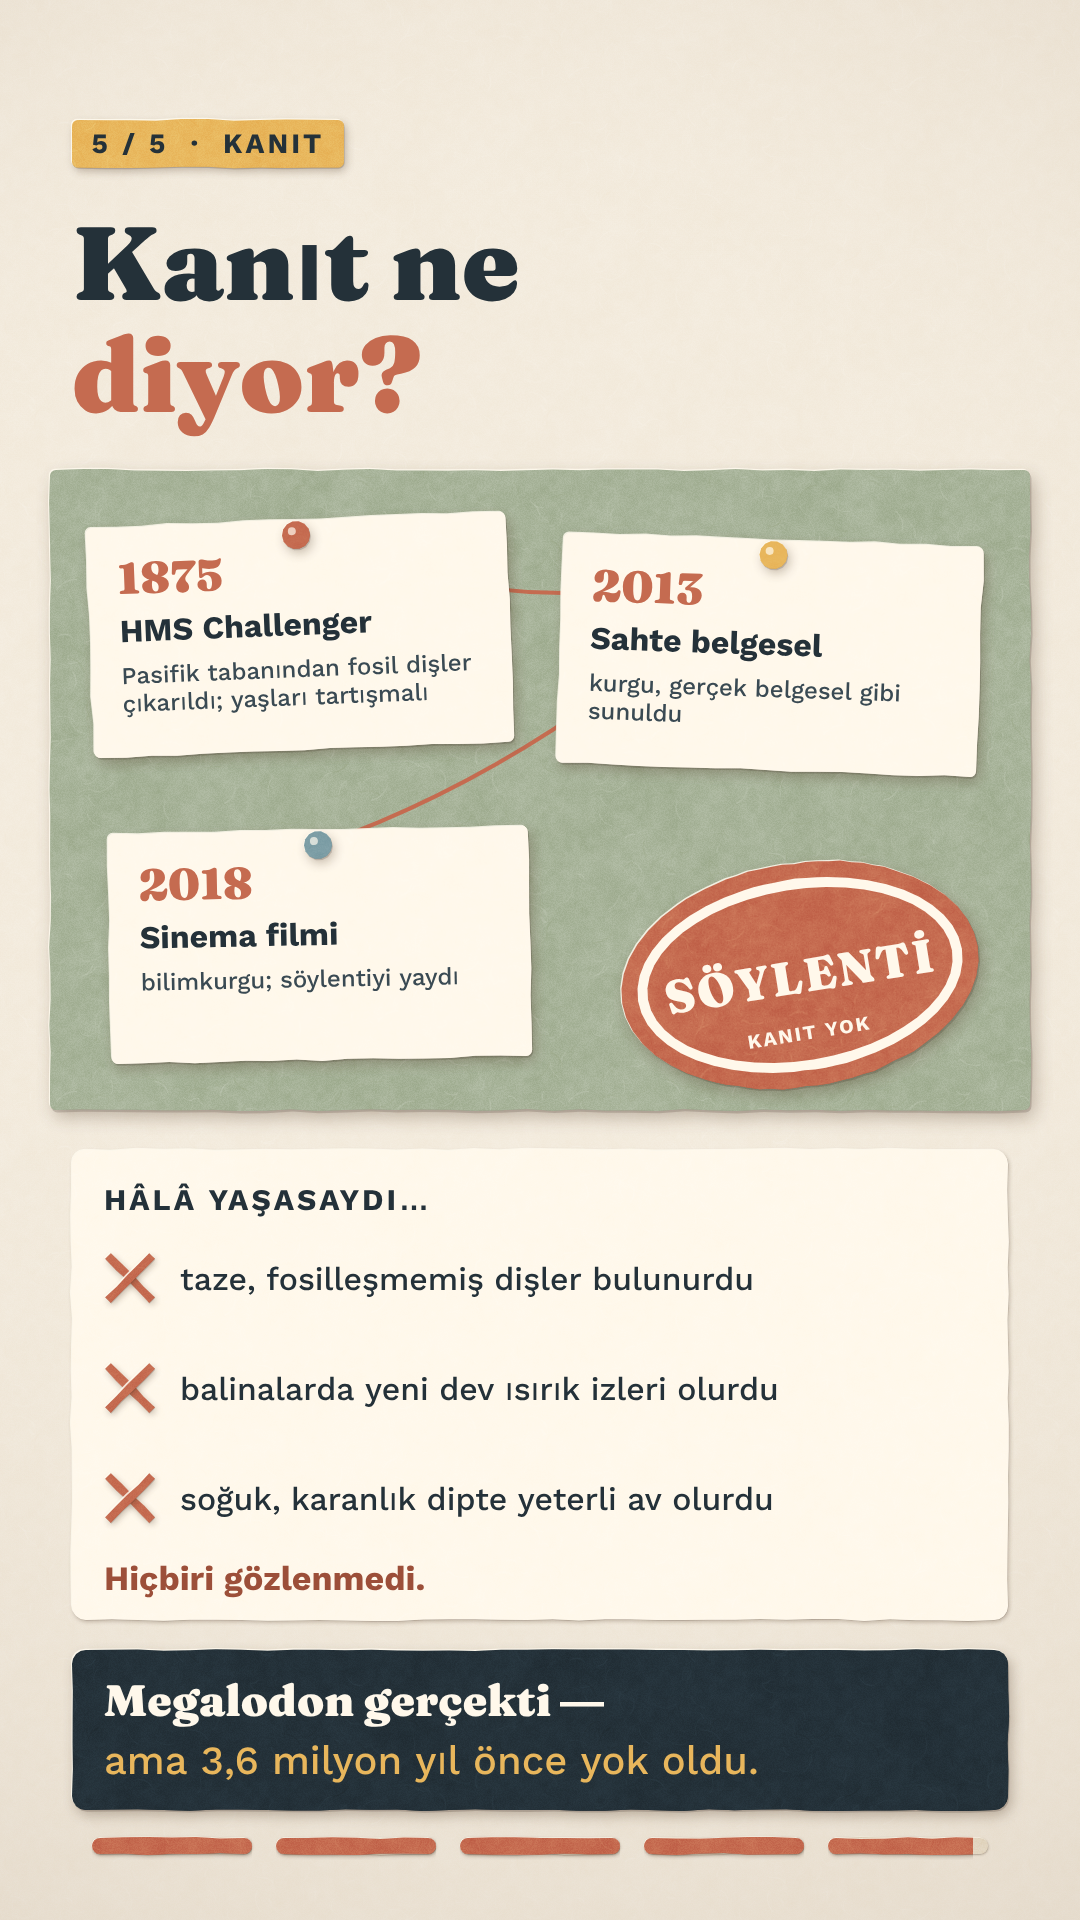 5 / 5 · KANIT
Kanıt ne
diyor?
1875
HMS Challenger
Pasifik tabanından fosil dişler
çıkarıldı; yaşları tartışmalı
2013
Sahte belgesel
kurgu, gerçek belgesel gibi
sunuldu
2018
Sinema filmi
bilimkurgu; söylentiyi yaydı
SÖYLENTİ
KANIT YOK
HÂLÂ YAŞASAYDI…
taze, fosilleşmemiş dişler bulunurdu
balinalarda yeni dev ısırık izleri olurdu
soğuk, karanlık dipte yeterli av olurdu
Hiçbiri gözlenmedi.
Megalodon gerçekti —
ama 3,6 milyon yıl önce yok oldu.